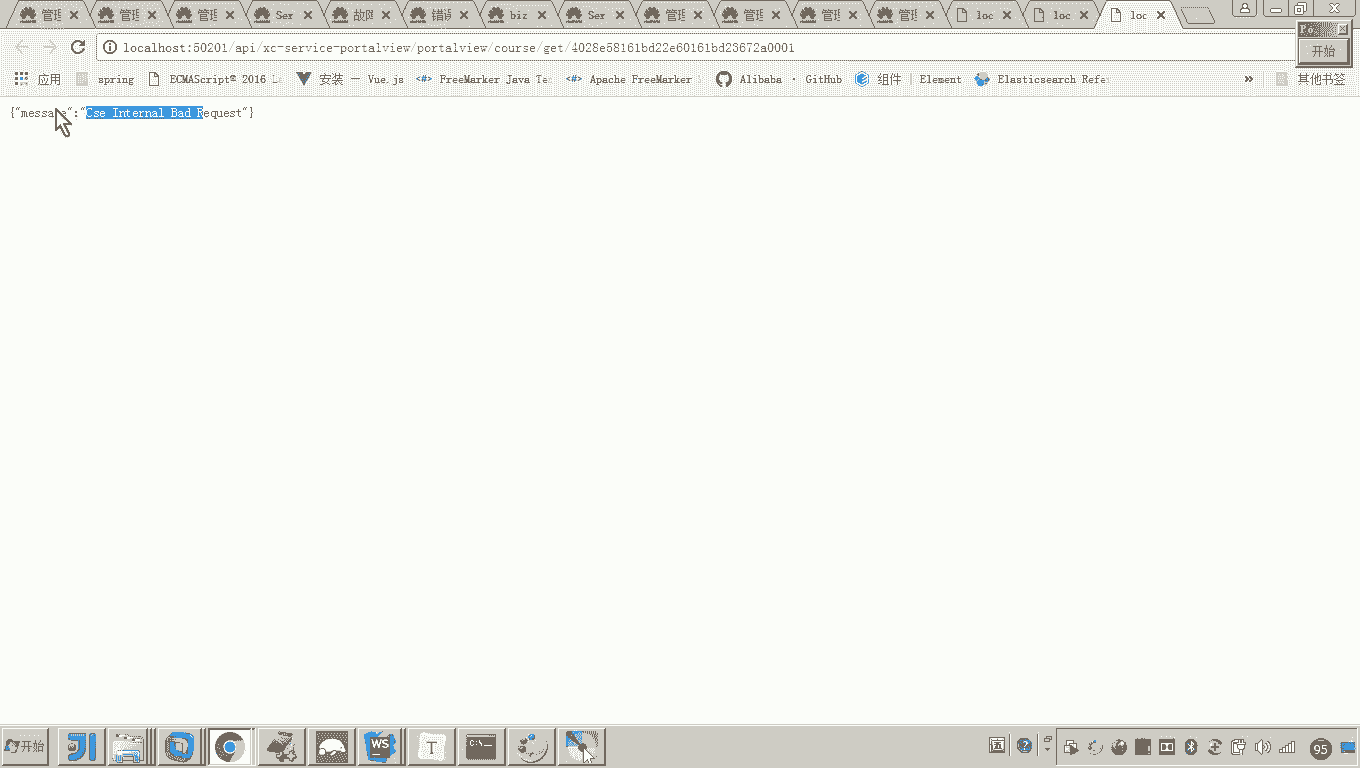 管理 管理 管理 Ser 故障 错误 biz Ser 管理 管理 管理 管理 loc loc loc
localhost:50201/api/xc-service-portalview/portalview/course/get/4028e58161bd22e60161bd23672a0001
开始
应用 spring ECMAScript® 2016 安装 — Vue.js FreeMarker Java Te Apache FreeMarker Alibaba · GitHub 组件 | Element Elasticsearch Refe » 其他书签
{"message":"Cse Internal Bad Request"}
开始 JI WS T C:\ 95